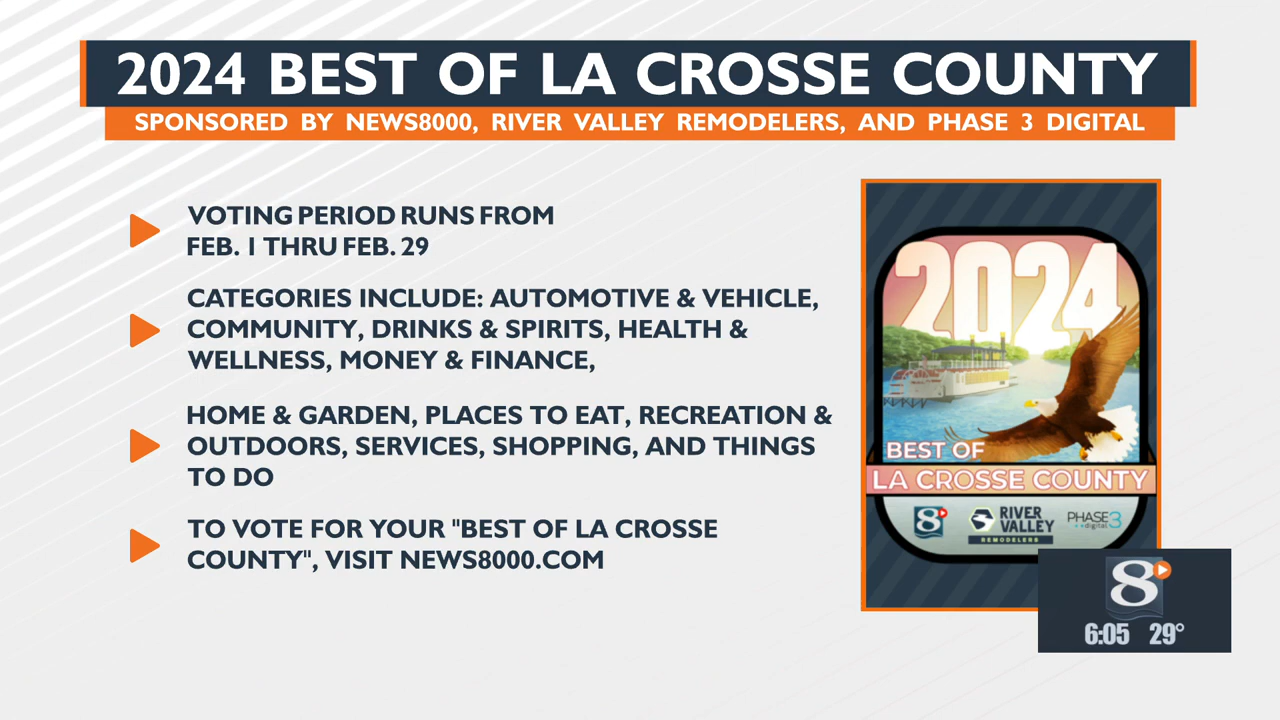 2024 BEST OF LA CROSSE COUNTY
SPONSORED BY NEWS8000, RIVER VALLEY REMODELERS, AND PHASE 3 DIGITAL
VOTING PERIOD RUNS FROM
FEB. 1 THRU FEB. 29
CATEGORIES INCLUDE: AUTOMOTIVE & VEHICLE,
COMMUNITY, DRINKS & SPIRITS, HEALTH &
WELLNESS, MONEY & FINANCE,
HOME & GARDEN, PLACES TO EAT, RECREATION &
OUTDOORS, SERVICES, SHOPPING, AND THINGS
TO DO
TO VOTE FOR YOUR "BEST OF LA CROSSE
COUNTY", VISIT NEWS8000.COM
2024
BEST OF
LA CROSSE COUNTY
8
RIVER
VALLEY
REMODELERS
PHASE3
digital
8
6:05 29°